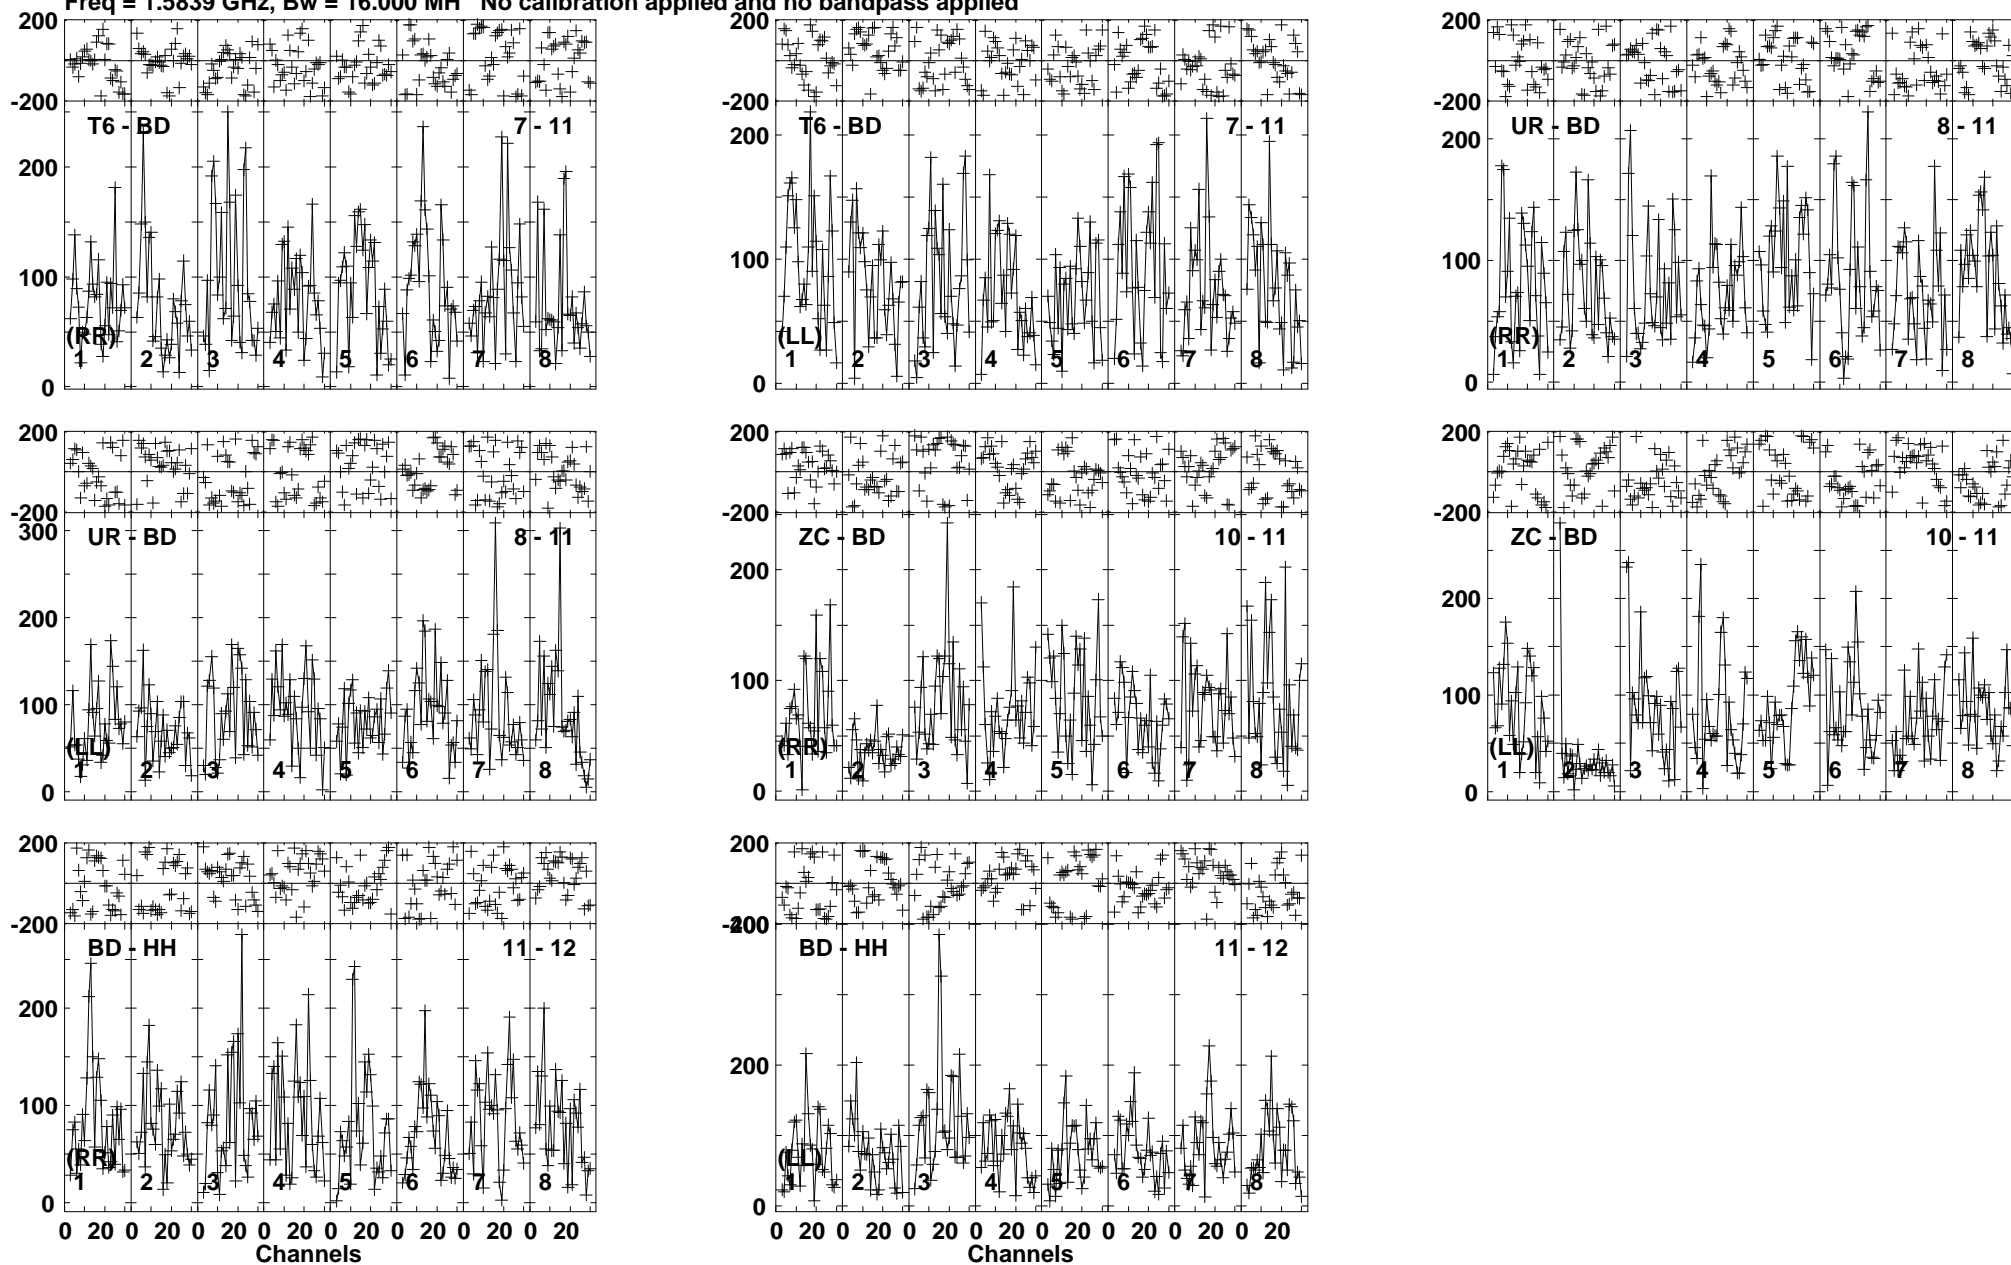 Freq = 1.5839 GHz, Bw = 16.000 MH No calibration applied and no bandpass applied
200
-200
T6 - BD 7 - 11
200
100
0
(RR)
1 2 3 4 5 6 7 8
200
-200
T6 - BD 7 - 11
200
100
0
(LL)
1 2 3 4 5 6 7 8
200
-200
UR - BD 8 - 11
200
100
0
(RR)
1 2 3 4 5 6 7 8
200
-200
UR - BD 8 - 11
300
200
100
0
(LL)
1 2 3 4 5 6 7 8
200
-200
ZC - BD 10 - 11
200
100
0
(RR)
1 2 3 4 5 6 7 8
200
-200
ZC - BD 10 - 11
200
100
0
(LL)
1 2 3 4 5 6 7 8
200
-200
BD - HH 11 - 12
200
100
0
(RR)
1 2 3 4 5 6 7 8
0 20 0 20 0 20 0 20 0 20 0 20 0 20 0 20
Channels
200
-200
400
BD - HH 11 - 12
200
0
(LL)
1 2 3 4 5 6 7 8
0 20 0 20 0 20 0 20 0 20 0 20 0 20 0 20
Channels